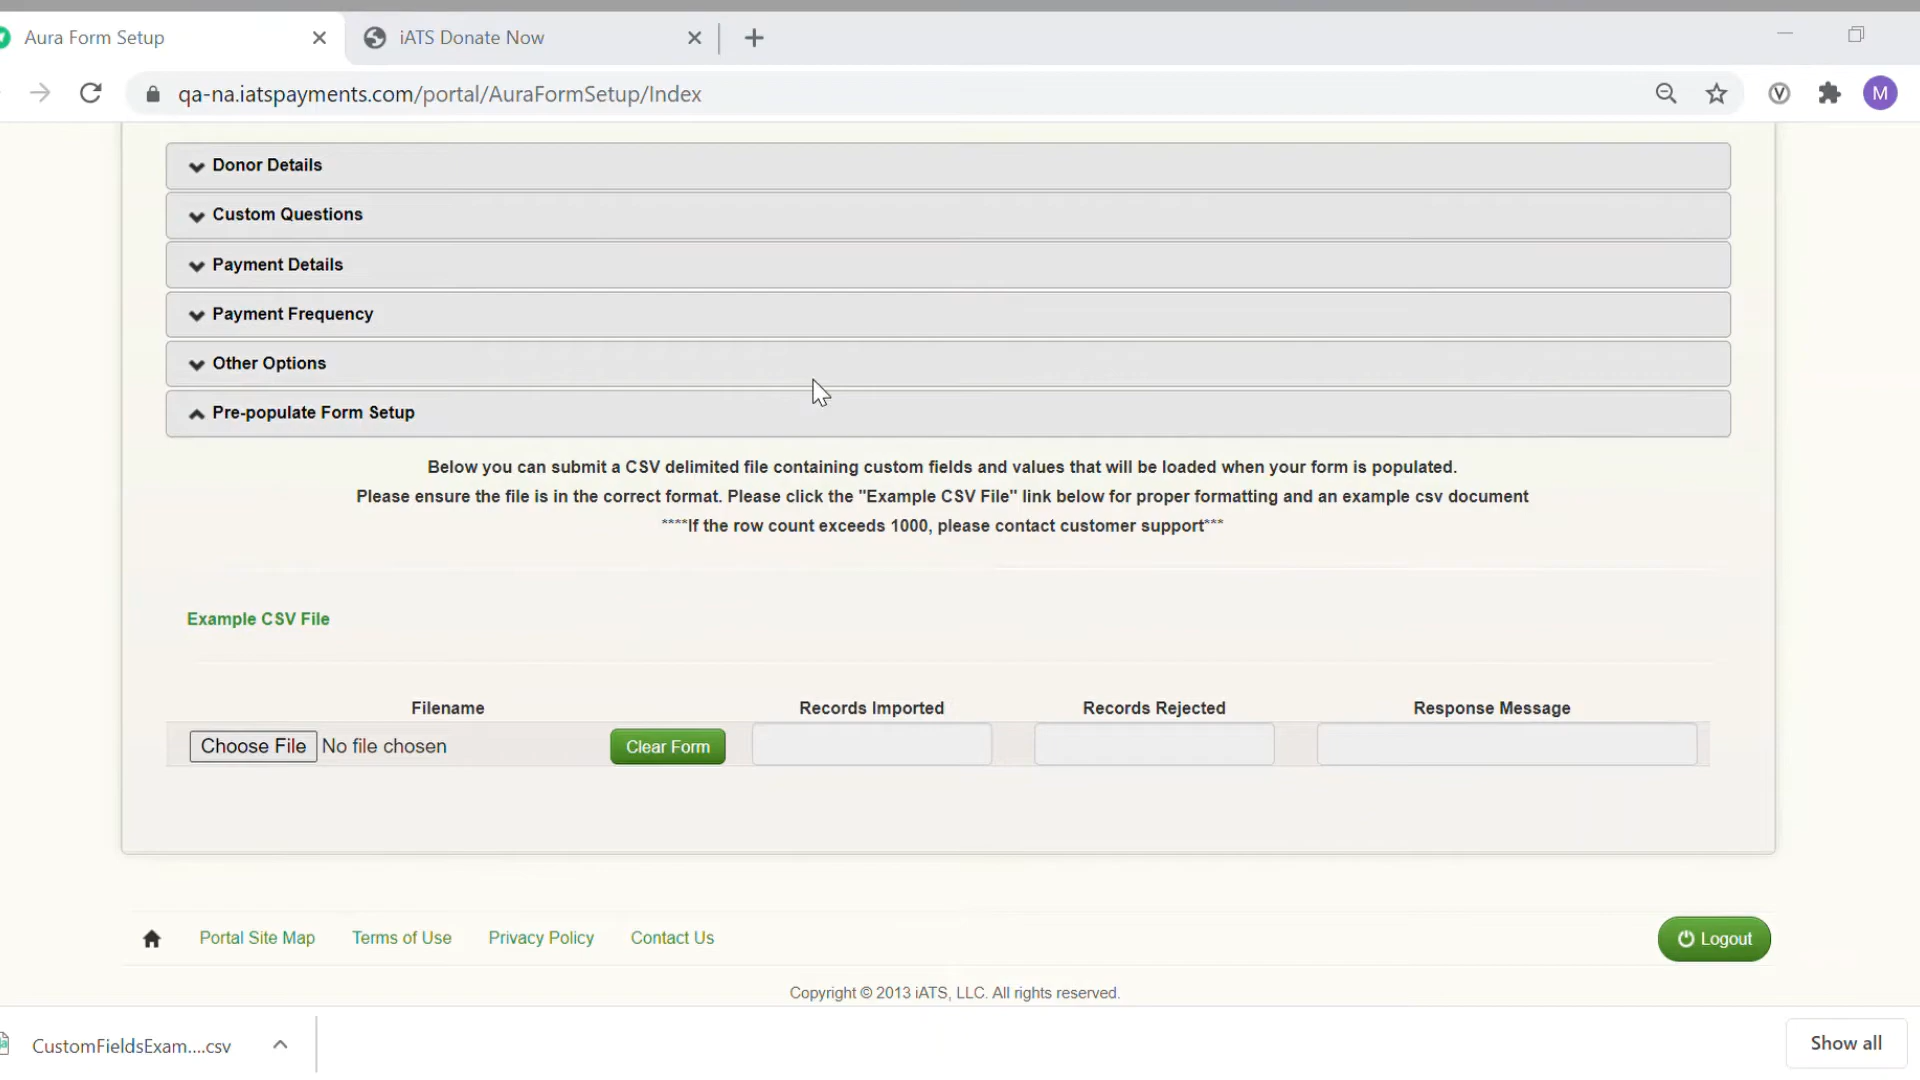 Aura Form Setup
iATS Donate Now
qa-na.iatspayments.com/portal/AuraFormSetup/Index
V
M
Donor Details
Custom Questions
Payment Details
Payment Frequency
Other Options
Pre-populate Form Setup
Below you can submit a CSV delimited file containing custom fields and values that will be loaded when your form is populated.
Please ensure the file is in the correct format. Please click the "Example CSV File" link below for proper formatting and an example csv document
****If the row count exceeds 1000, please contact customer support***
Example CSV File
Filename Records Imported Records Rejected Response Message
Choose File No file chosen Clear Form
Portal Site Map Terms of Use Privacy Policy Contact Us Logout
Copyright © 2013 iATS, LLC. All rights reserved.
CustomFieldsExam....csv Show all